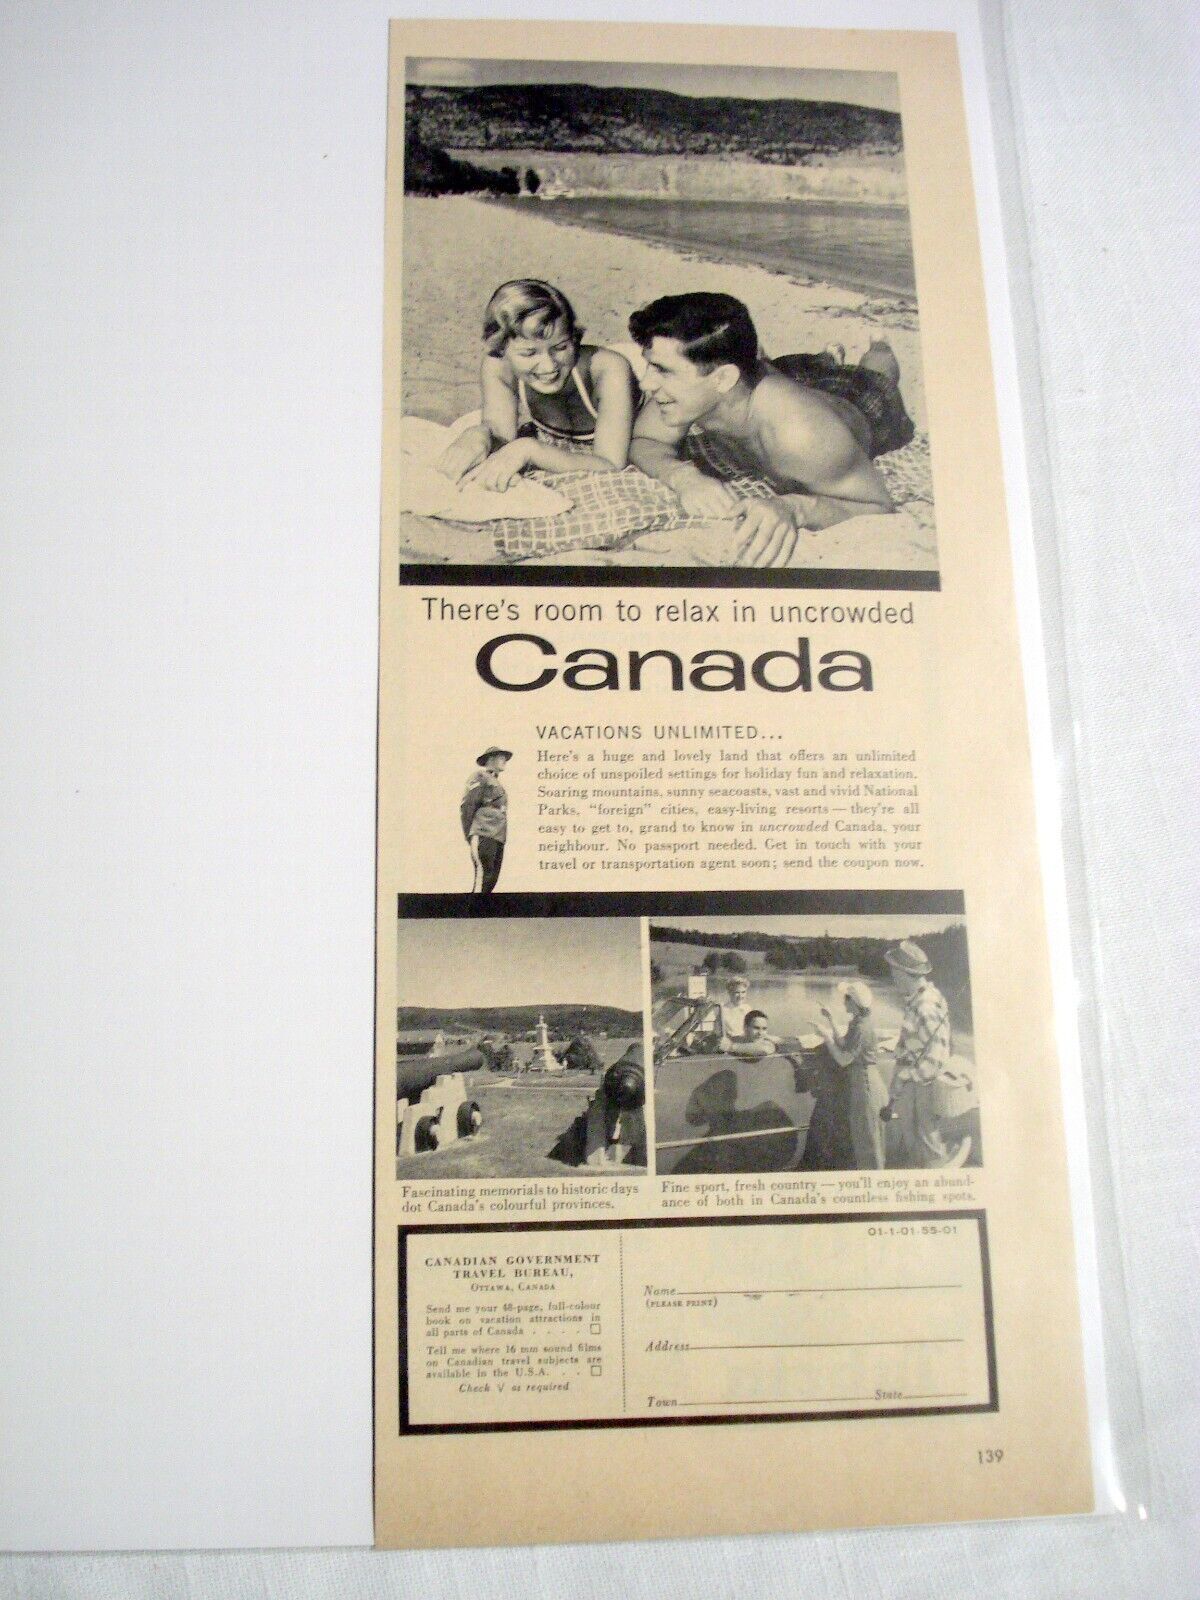 There's room to relax in uncrowded
Canada
VACATIONS UNLIMITED...
Here's a huge and lovely land that offers an unlimited
choice of unspoiled settings for holiday fun and relaxation.
Soaring mountains, sunny seacoasts, vast and vivid National
Parks, "foreign" cities, easy-living resorts — they're all
easy to get to, grand to know in uncrowded Canada, your
neighbour. No passport needed. Get in touch with your
travel or transportation agent soon; send the coupon now.
Fascinating memorials to historic days
dot Canada's colourful provinces.
Fine sport, fresh country — you'll enjoy an abund-
ance of both in Canada's countless fishing spots.
CANADIAN GOVERNMENT
TRAVEL BUREAU,
OTTAWA, CANADA
Send me your 48-page, full-colour
book on vacation attractions in
all parts of Canada . . . . ☐
Tell me where 16 mm sound films
on Canadian travel subjects are
available in the U.S.A. . . ☐
Check √ as required
01-1-01-55-01
Name
(PLEASE PRINT)
Address
Town State
139